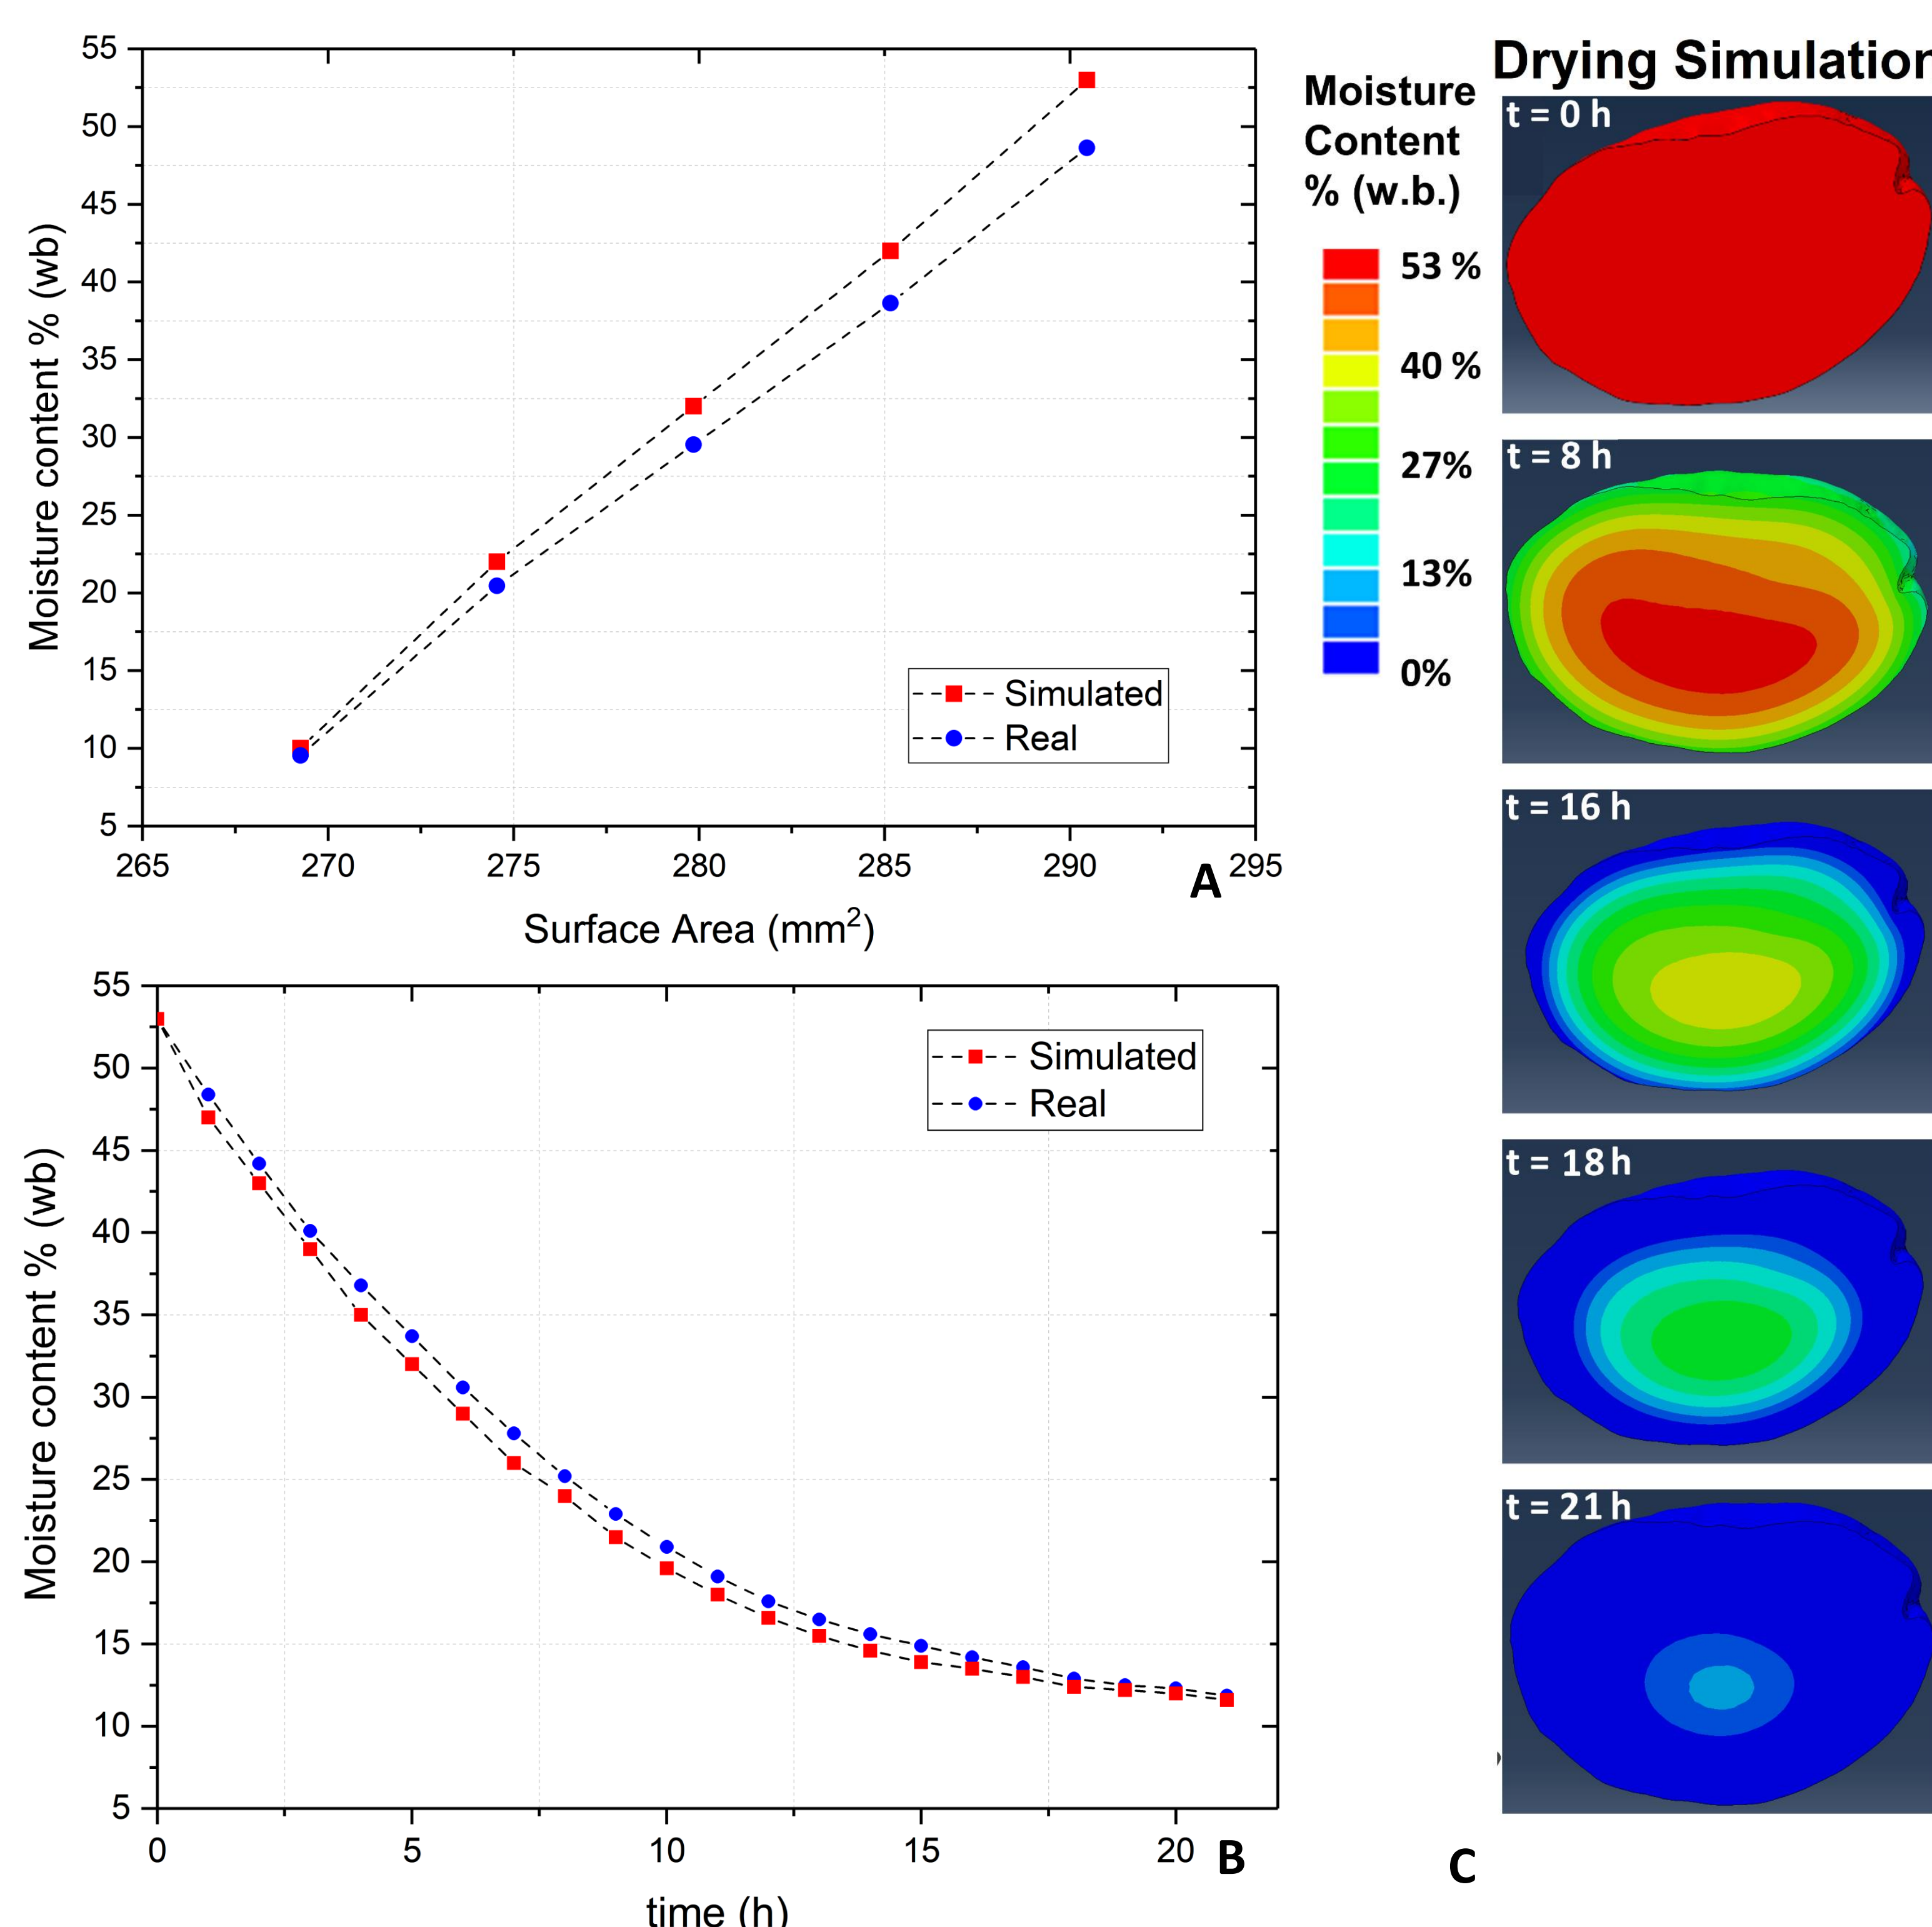 55
50
45
40
35
30
25
20
15
10
5
Moisture content % (wb)
Simulated
Real
265 270 275 280 285 290 295
A
Surface Area (mm²)
55
50
45
40
35
30
25
20
15
10
5
Moisture content % (wb)
Simulated
Real
0 5 10 15 20
B
time (h)
Moisture
Content
% (w.b.)
53 %
40 %
27%
13%
0%
Drying Simulation
t = 0 h
t = 8 h
t = 16 h
t = 18 h
t = 21 h
C